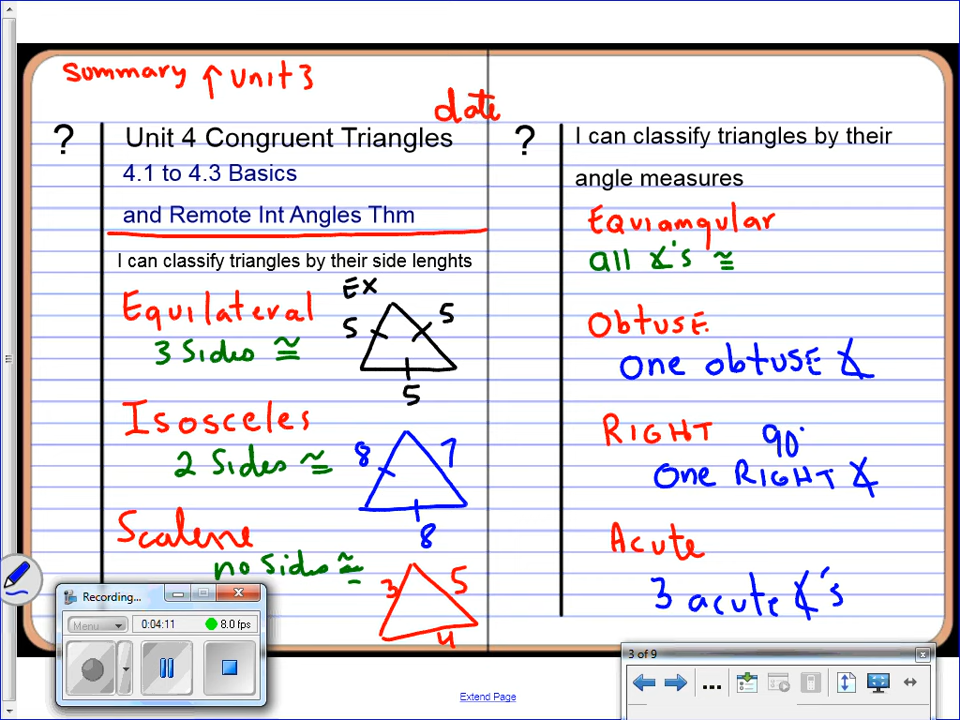 Summary ↑ Unit 3
date
?
Unit 4 Congruent Triangles
4.1 to 4.3 Basics
and Remote Int Angles Thm
I can classify triangles by their side lenghts
EX
Equilateral
3 Sides ≅
5
5
5
Isosceles
2 Sides ≅
8
7
8
Scalene
no sides ≅
3
5
4
?
I can classify triangles by their
angle measures
EQuiangular
all ∡'s ≅
ObtusE
One obtusE ∡
RIGHT 90°
One RIGHT ∡
Acute
3 acute ∡'s
Recording...
Menu
0:04:11
8.0 fps
3 of 9
Extend Page